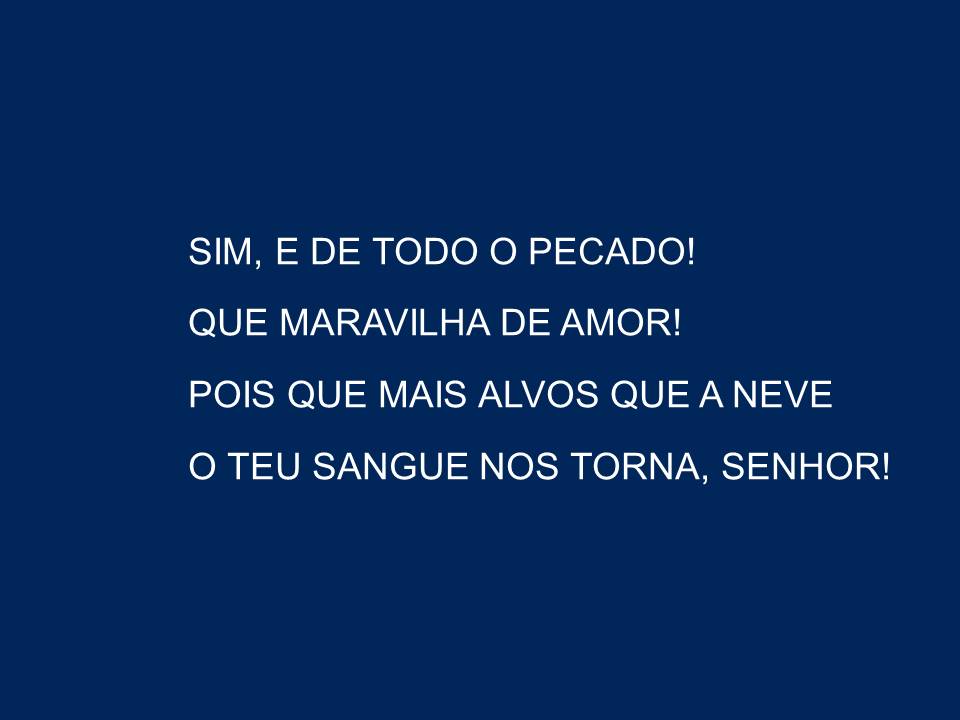 SIM, E DE TODO O PECADO!
QUE MARAVILHA DE AMOR!
POIS QUE MAIS ALVOS QUE A NEVE
O TEU SANGUE NOS TORNA, SENHOR!